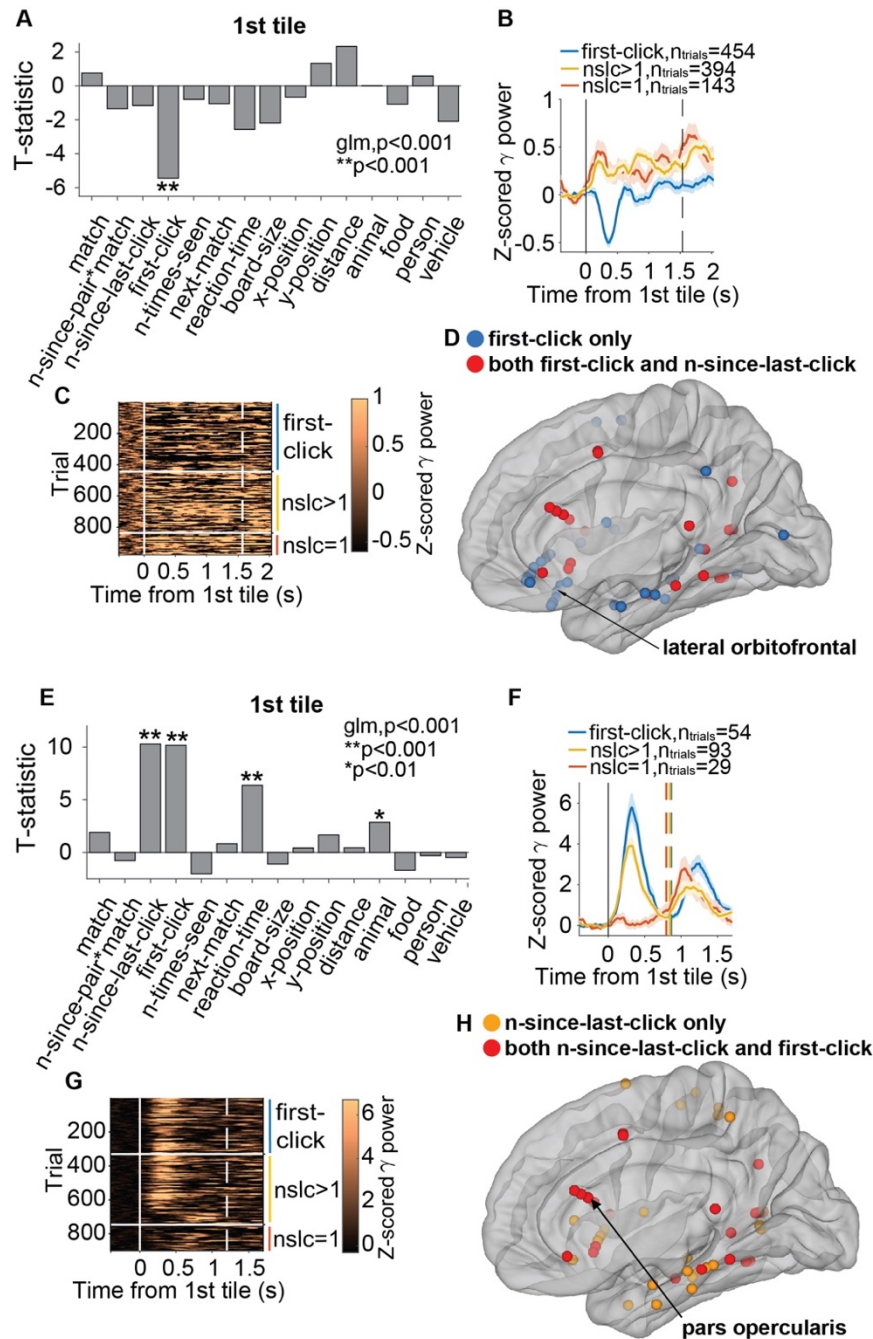 A
1st tile
T-statistic
2
0
-2
-4
-6
**
glm,p<0.001
**p<0.001
match
n-since-pair*match
n-since-last-click
first-click
n-times-seen
next-match
reaction-time
board-size
x-position
y-position
distance
animal
food
person
vehicle
B
first-click,ntrials=454
nslc>1,ntrials=394
nslc=1,ntrials=143
Z-scored γ power
1
0.5
0
-0.5
0 0.5 1 1.5 2
Time from 1st tile (s)
C
Trial
200
400
600
800
first-
click
nslc>1
nslc=1
0 0.5 1 1.5 2
Time from 1st tile (s)
1
0.5
0
-0.5
Z-scored γ power
D
first-click only
both first-click and n-since-last-click
lateral orbitofrontal
E
1st tile
T-statistic
10
5
0
**
**
**
*
glm,p<0.001
**p<0.001
*p<0.01
match
n-since-pair*match
n-since-last-click
first-click
n-times-seen
next-match
reaction-time
board-size
x-position
y-position
distance
animal
food
person
vehicle
F
first-click,ntrials=54
nslc>1,ntrials=93
nslc=1,ntrials=29
Z-scored γ power
6
4
2
0
0 0.5 1 1.5
Time from 1st tile (s)
G
Trial
200
400
600
800
first-
click
nslc>1
nslc=1
0 0.5 1 1.5
Time from 1st tile (s)
6
4
2
0
Z-scored γ power
H
n-since-last-click only
both n-since-last-click and first-click
pars opercularis